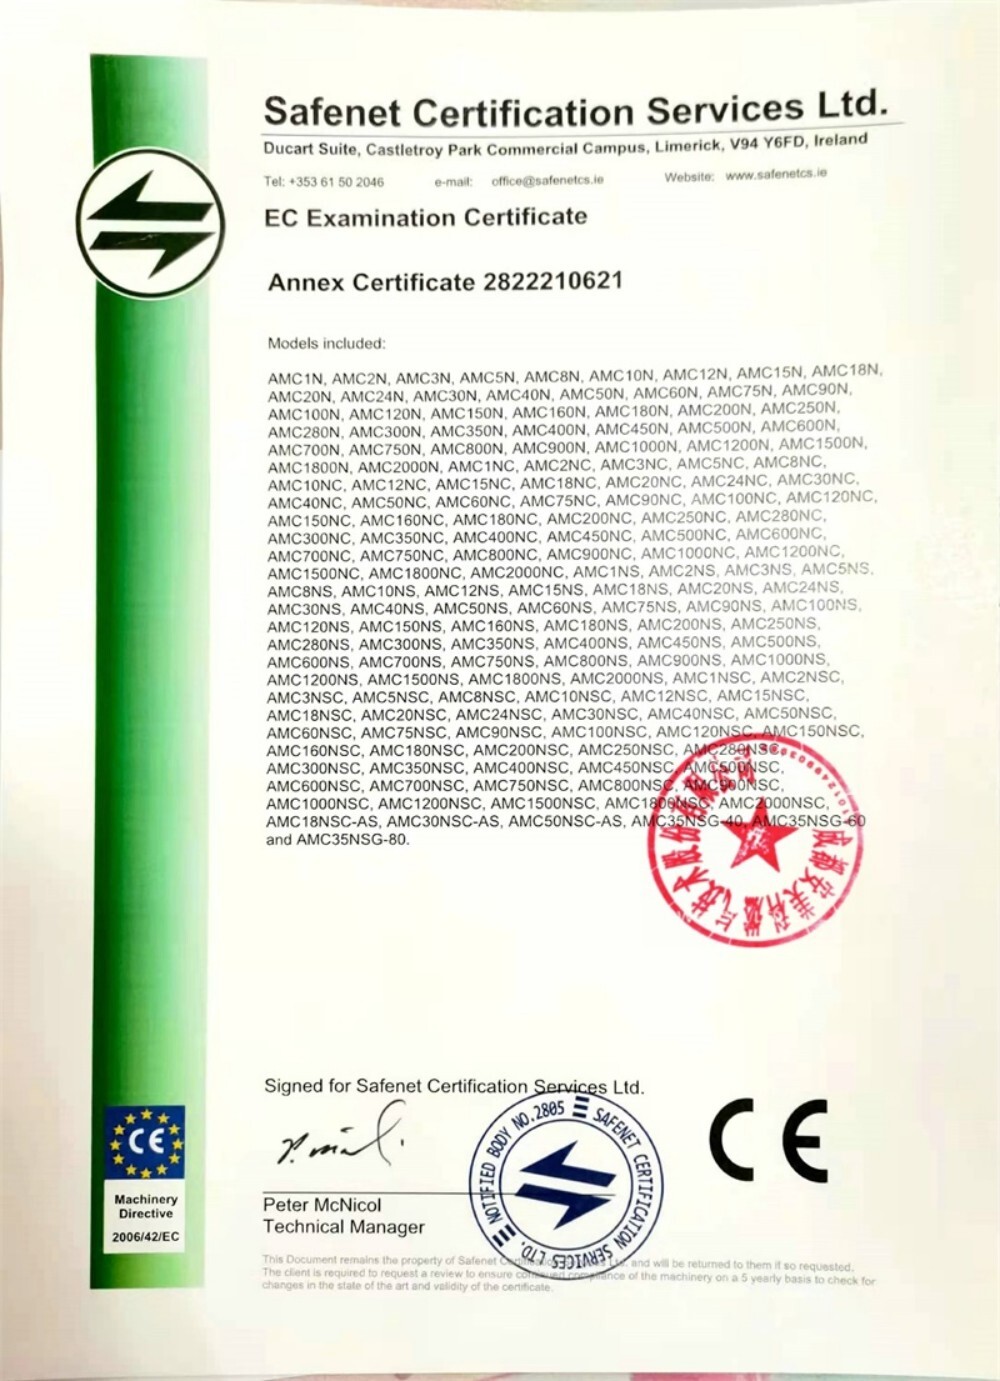 Safenet Certification Services Ltd.
Ducart Suite, Castletroy Park Commercial Campus, Limerick, V94 Y6FD, Ireland
Tel: +353 61 50 2046 e-mail: office@safenetcs.ie Website: www.safenetcs.ie
EC Examination Certificate
Annex Certificate 2822210621
Models included:
AMC1N, AMC2N, AMC3N, AMC5N, AMC8N, AMC10N, AMC12N, AMC15N, AMC18N,
AMC20N, AMC24N, AMC30N, AMC40N, AMC50N, AMC60N, AMC75N, AMC90N,
AMC100N, AMC120N, AMC150N, AMC160N, AMC180N, AMC200N, AMC250N,
AMC280N, AMC300N, AMC350N, AMC400N, AMC450N, AMC500N, AMC600N,
AMC700N, AMC750N, AMC800N, AMC900N, AMC1000N, AMC1200N, AMC1500N,
AMC1800N, AMC2000N, AMC1NC, AMC2NC, AMC3NC, AMC5NC, AMC8NC,
AMC10NC, AMC12NC, AMC15NC, AMC18NC, AMC20NC, AMC24NC, AMC30NC,
AMC40NC, AMC50NC, AMC60NC, AMC75NC, AMC90NC, AMC100NC, AMC120NC,
AMC150NC, AMC160NC, AMC180NC, AMC200NC, AMC250NC, AMC280NC,
AMC300NC, AMC350NC, AMC400NC, AMC450NC, AMC500NC, AMC600NC,
AMC700NC, AMC750NC, AMC800NC, AMC900NC, AMC1000NC, AMC1200NC,
AMC1500NC, AMC1800NC, AMC2000NC, AMC1NS, AMC2NS, AMC3NS, AMC5NS,
AMC8NS, AMC10NS, AMC12NS, AMC15NS, AMC18NS, AMC20NS, AMC24NS,
AMC30NS, AMC40NS, AMC50NS, AMC60NS, AMC75NS, AMC90NS, AMC100NS,
AMC120NS, AMC150NS, AMC160NS, AMC180NS, AMC200NS, AMC250NS,
AMC280NS, AMC300NS, AMC350NS, AMC400NS, AMC450NS, AMC500NS,
AMC600NS, AMC700NS, AMC750NS, AMC800NS, AMC900NS, AMC1000NS,
AMC1200NS, AMC1500NS, AMC1800NS, AMC2000NS, AMC1NSC, AMC2NSC,
AMC3NSC, AMC5NSC, AMC8NSC, AMC10NSC, AMC12NSC, AMC15NSC,
AMC18NSC, AMC20NSC, AMC24NSC, AMC30NSC, AMC40NSC, AMC50NSC,
AMC60NSC, AMC75NSC, AMC90NSC, AMC100NSC, AMC120NSC, AMC150NSC,
AMC160NSC, AMC180NSC, AMC200NSC, AMC250NSC, AMC280NSC,
AMC300NSC, AMC350NSC, AMC400NSC, AMC450NSC, AMC500NSC,
AMC600NSC, AMC700NSC, AMC750NSC, AMC800NSC, AMC900NSC,
AMC1000NSC, AMC1200NSC, AMC1500NSC, AMC1800NSC, AMC2000NSC,
AMC18NSC-AS, AMC30NSC-AS, AMC50NSC-AS, AMC35NSG-40, AMC35NSG-60
and AMC35NSG-80.
Signed for Safenet Certification Services Ltd.
NOTIFIED BODY NO.2805
SAFENET CERTIFICATION SERVICES LTD.
CE
CE
Machinery
Directive
2006/42/EC
Peter McNicol
Technical Manager
This Document remains the property of Safenet Certification Services Ltd, and will be returned to them if so requested.
The client is required to request a review to ensure continued compliance of the machinery on a 5 yearly basis to check for
changes in the state of the art and validity of the certificate.